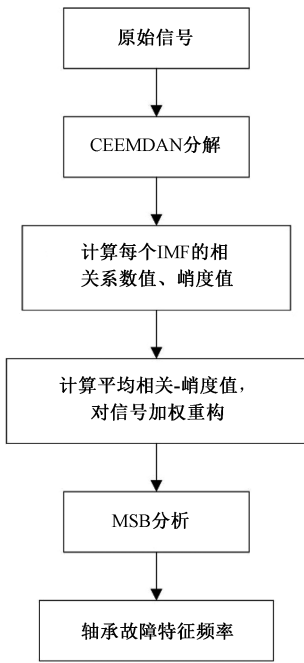 原始信号
CEEMDAN分解
计算每个IMF的相
关系数值、峭度值
计算平均相关-峭度值，
对信号加权重构
MSB分析
轴承故障特征频率